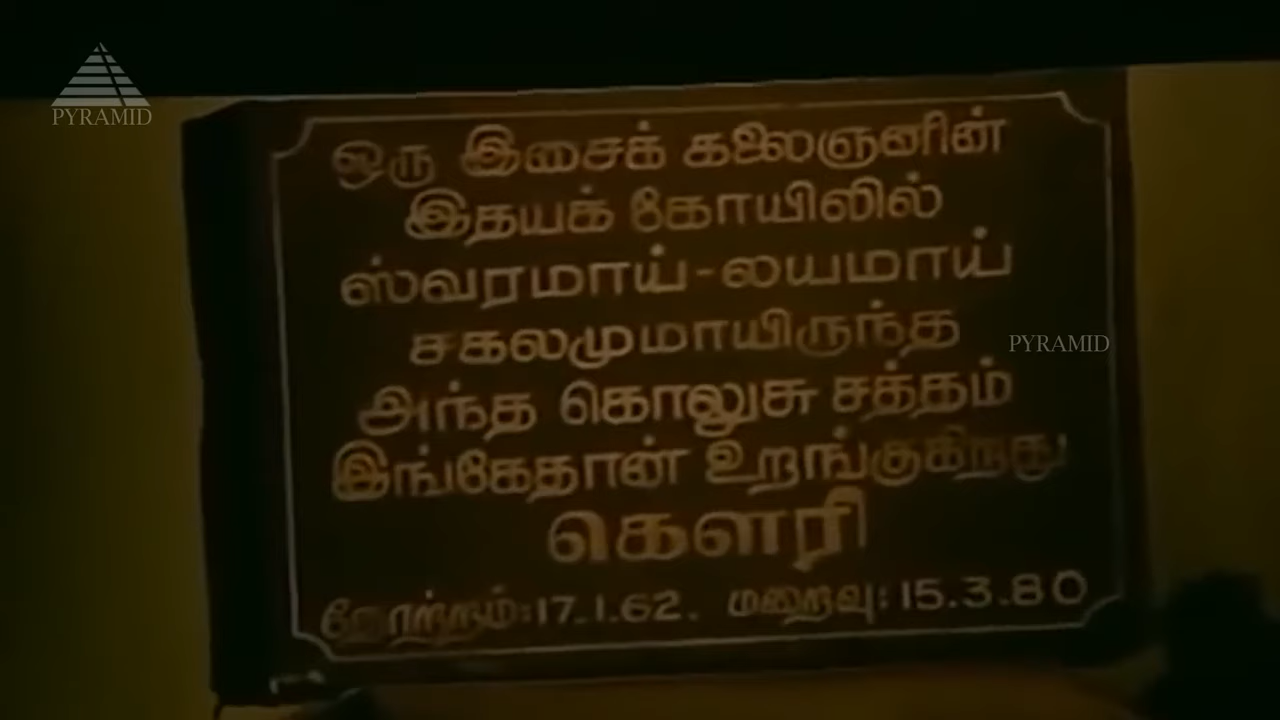 PYRAMID
ஒரு இசைக் கலைஞனின்
இதயக் கோயிலில்
ஸ்வரமாய்-லயமாய்
சகலமுமாயிருந்த
PYRAMID
அந்த கொலுசு சத்தம்
இங்கேதான் உறங்குகிறது
கௌரி
தோற்றம்:17.1.62. மறைவு:15.3.80